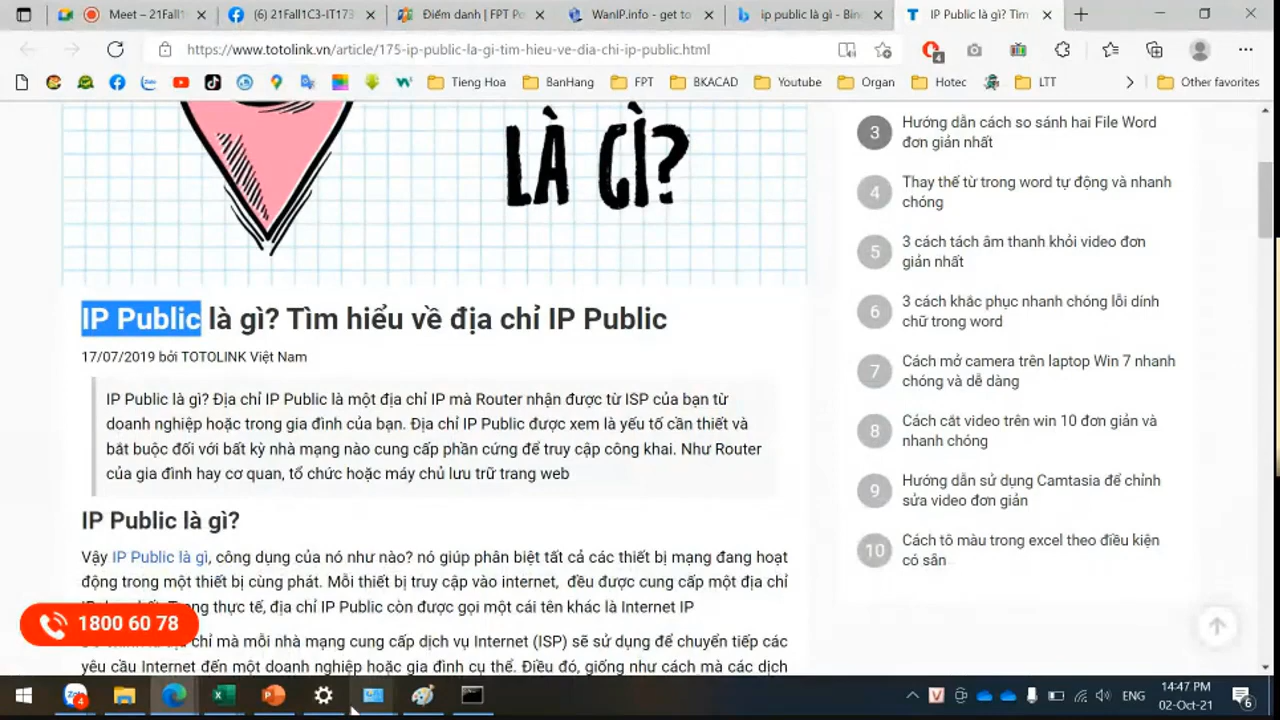 Meet – 21Fall1
(6) 21Fall1C3-IT173
Điểm danh | FPT Po
WanIP.info - get to
ip public là gì - Bin
IP Public là gì? Tìm
https://www.totolink.vn/article/175-ip-public-la-gi-tim-hieu-ve-dia-chi-ip-public.html
4
Tieng Hoa
BanHang
FPT
BKACAD
Youtube
Organ
Hotec
LTT
Other favorites
LÀ GÌ?
IP Public là gì? Tìm hiểu về địa chỉ IP Public
17/07/2019 bởi TOTOLINK Việt Nam
IP Public là gì? Địa chỉ IP Public là một địa chỉ IP mà Router nhận được từ ISP của bạn từ
doanh nghiệp hoặc trong gia đình của bạn. Địa chỉ IP Public được xem là yếu tố cần thiết và
bắt buộc đối với bất kỳ nhà mạng nào cung cấp phần cứng để truy cập công khai. Như Router
của gia đình hay cơ quan, tổ chức hoặc máy chủ lưu trữ trang web
IP Public là gì?
Vậy IP Public là gì, công dụng của nó như nào? nó giúp phân biệt tất cả các thiết bị mạng đang hoạt
động trong một thiết bị cùng phát. Mỗi thiết bị truy cập vào internet, đều được cung cấp một địa chỉ
thực tế, địa chỉ IP Public còn được gọi một cái tên khác là Internet IP
chỉ mà mỗi nhà mạng cung cấp dịch vụ Internet (ISP) sẽ sử dụng để chuyển tiếp các
yêu cầu Internet đến một doanh nghiệp hoặc gia đình cụ thể. Điều đó, giống như cách mà các dịch
1800 60 78
3 Hướng dẫn cách so sánh hai File Word
đơn giản nhất
4 Thay thế từ trong word tự động và nhanh
chóng
5 3 cách tách âm thanh khỏi video đơn
giản nhất
6 3 cách khắc phục nhanh chóng lỗi dính
chữ trong word
7 Cách mở camera trên laptop Win 7 nhanh
chóng và dễ dàng
8 Cách cắt video trên win 10 đơn giản và
nhanh chóng
9 Hướng dẫn sử dụng Camtasia để chỉnh
sửa video đơn giản
10 Cách tô màu trong excel theo điều kiện
có sẵn
4
ENG
14:47 PM
02-Oct-21
6